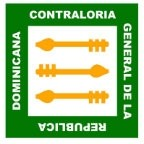 CONTRALORIA
GENERAL DE LA
REPUBLICA
DOMINICANA